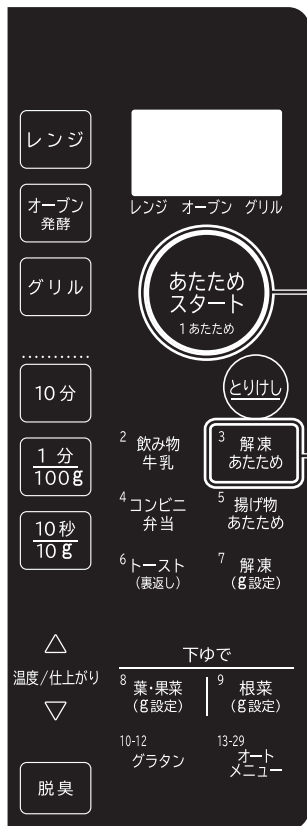 レンジ
オーブン
発酵
グリル
レンジ オーブン グリル
あたため
スタート
1あたため
10分
1分
100g
10秒
10g
とりけし
2 飲み物
牛乳
3 解凍
あたため
4 コンビニ
弁当
5 揚げ物
あたため
6 トースト
(裏返し)
7 解凍
(g設定)
温度/仕上がり
下ゆで
8 葉・果菜
(g設定)
9 根菜
(g設定)
10-12
グラタン
13-29
オート
メニュー
脱臭